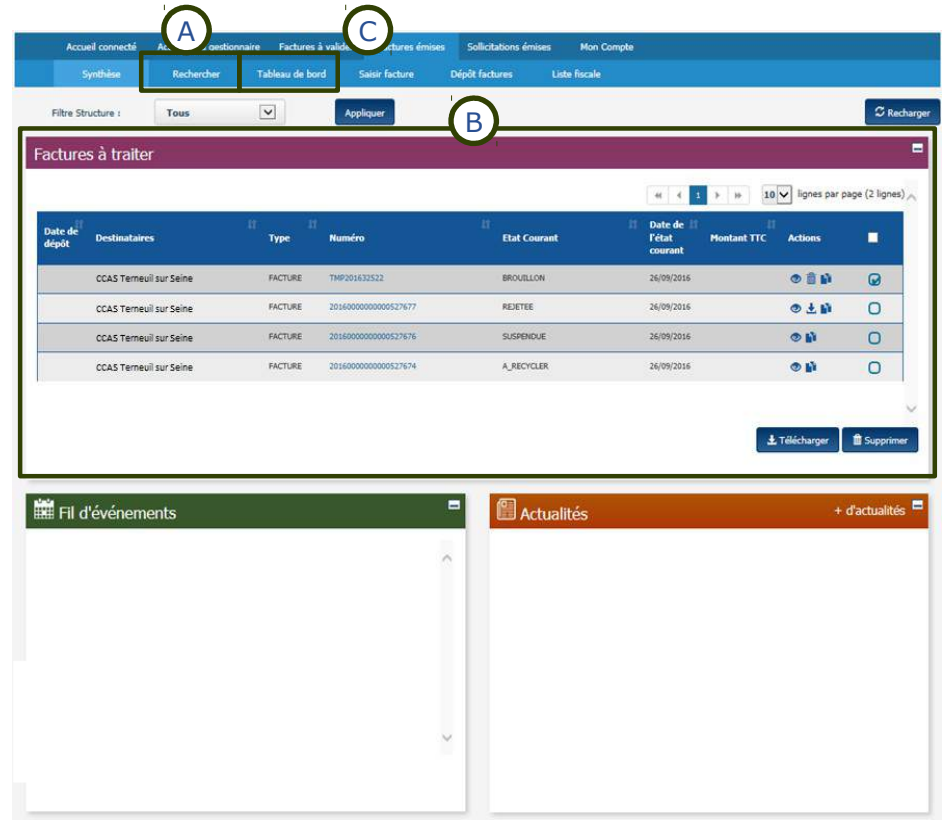 A
C
Accueil connecté gestionnaire Factures à valide émises Sollicitations émises Mon Compte
Synthèse Rechercher Tableau de bord Saisir facture Dépôt factures Liste fiscale
Filtre Structure : Tous Appliquer B Recharger
Factures à traiter
1 10 lignes par page (2 lignes)
Date de dépôt Destinataires Type Numéro Etat Courant Date de l'état courant Montant TTC Actions
CCAS Terneuil sur Seine FACTURE TMP201632522 BROUILLON 26/09/2016
CCAS Terneuil sur Seine FACTURE 20160000000000527677 REJETEE 26/09/2016
CCAS Terneuil sur Seine FACTURE 20160000000000527676 SUSPENDUE 26/09/2016
CCAS Terneuil sur Seine FACTURE 20160000000000527674 A_RECYCLER 26/09/2016
Télécharger Supprimer
Fil d'événements
Actualités + d'actualités